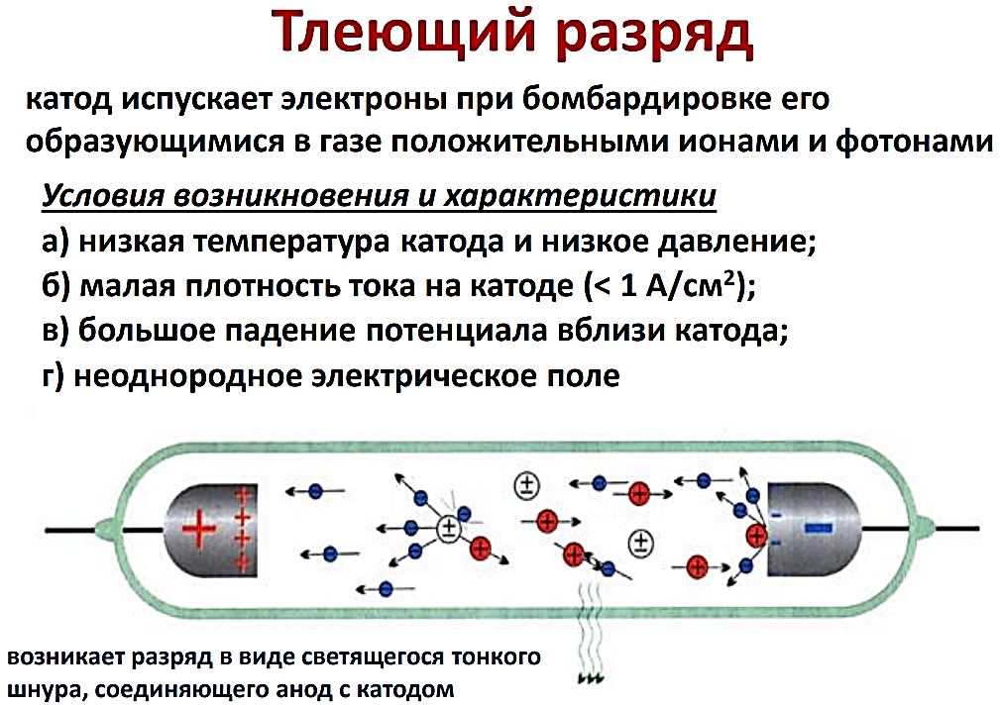 Тлеющий разряд
катод испускает электроны при бомбардировке его
образующимися в газе положительными ионами и фотонами
Условия возникновения и характеристики
а) низкая температура катода и низкое давление;
б) малая плотность тока на катоде (< 1 А/см²);
в) большое падение потенциала вблизи катода;
г) неоднородное электрическое поле
возникает разряд в виде светящегося тонкого
шнура, соединяющего анод с катодом